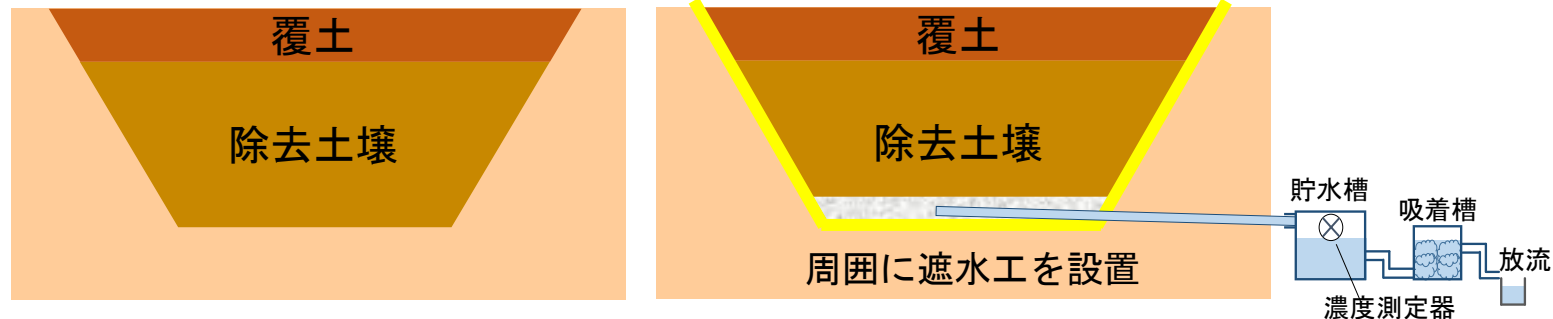 覆土
除去土壌
覆土
除去土壌
周囲に遮水工を設置
貯水槽
吸着槽
放流
濃度測定器